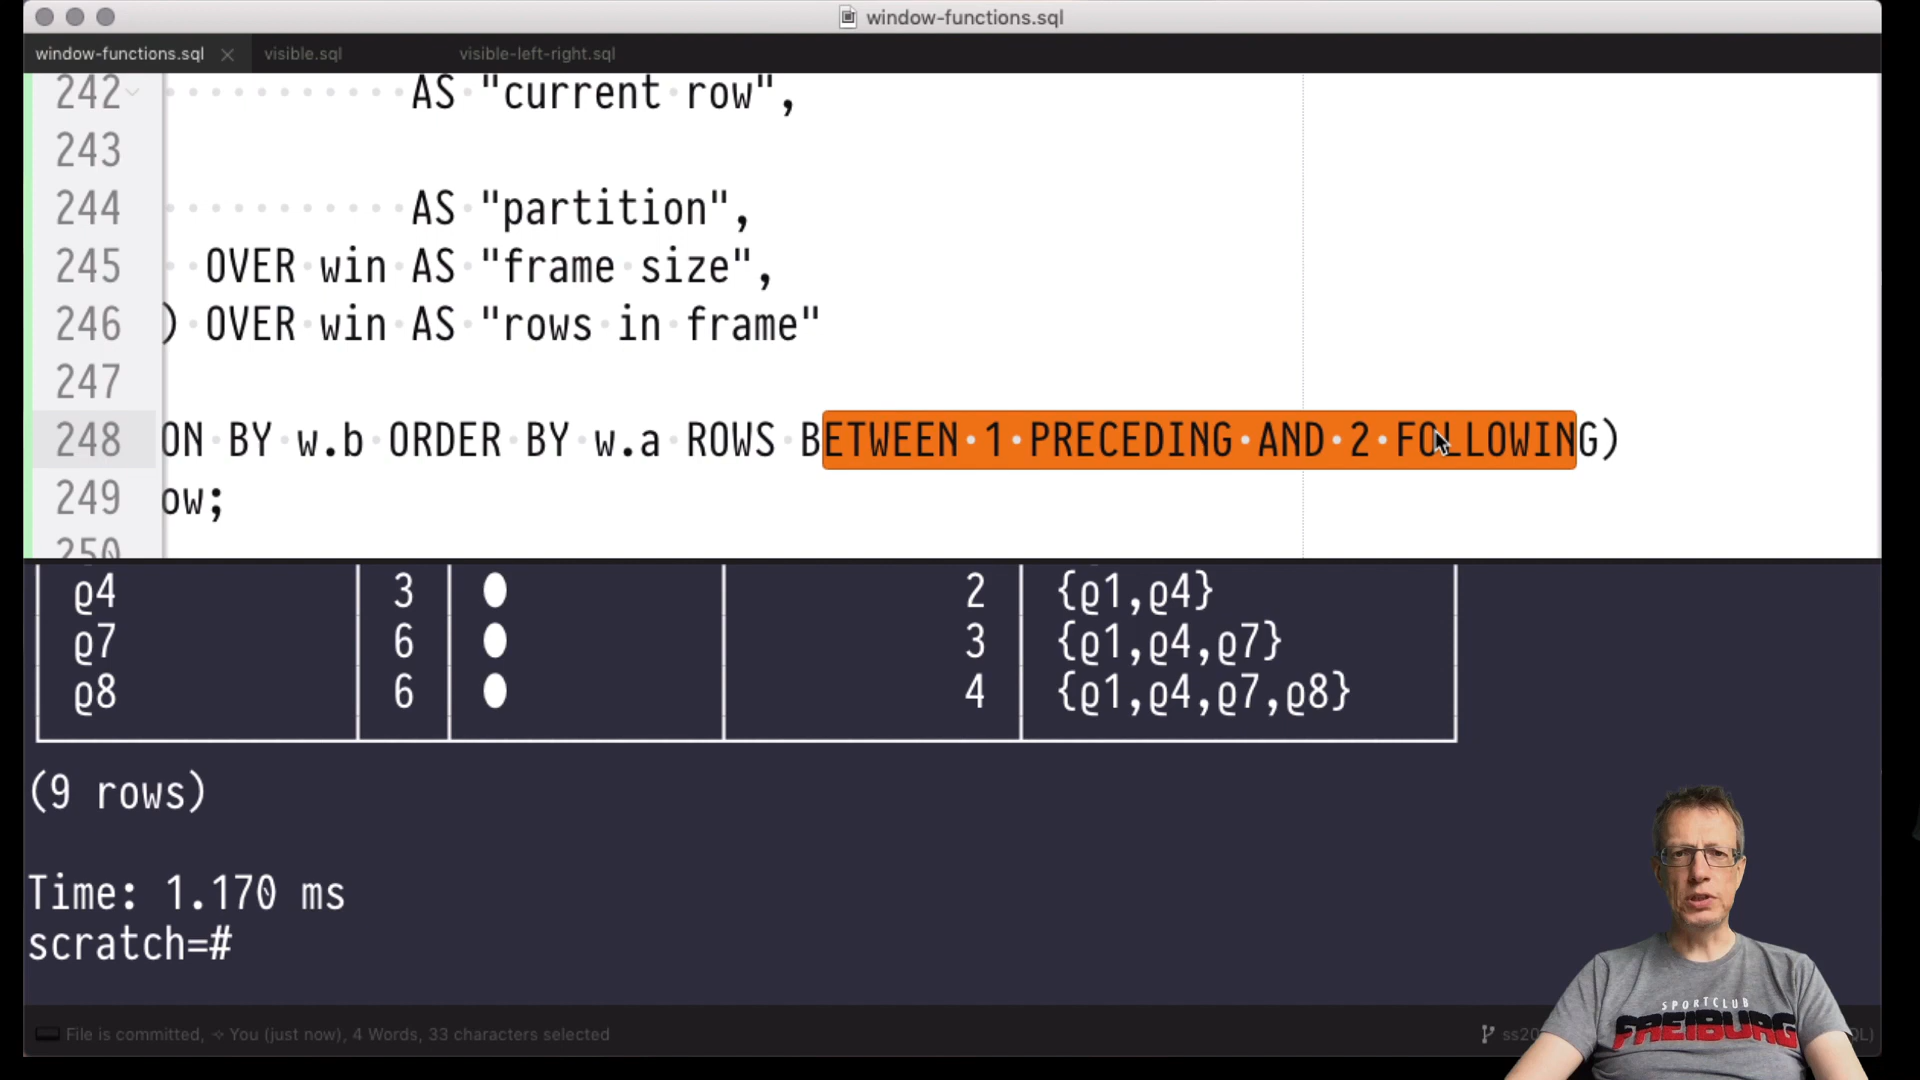 window-functions.sql
window-functions.sql visible.sql visible-left-right.sql
242 AS "current row",
243
244 AS "partition",
245 OVER win AS "frame size",
246 ) OVER win AS "rows in frame"
247
248 ON BY w.b ORDER BY w.a ROWS BETWEEN 1 PRECEDING AND 2 FOLLOWING)
249 ow;
250
ϱ4 3 ● 2 {ϱ1,ϱ4}
ϱ7 6 ● 3 {ϱ1,ϱ4,ϱ7}
ϱ8 6 ● 4 {ϱ1,ϱ4,ϱ7,ϱ8}
(9 rows)
Time: 1.170 ms
scratch=#
File is committed, You (just now), 4 Words, 33 characters selected
SPORTCLUB
FREIBURG